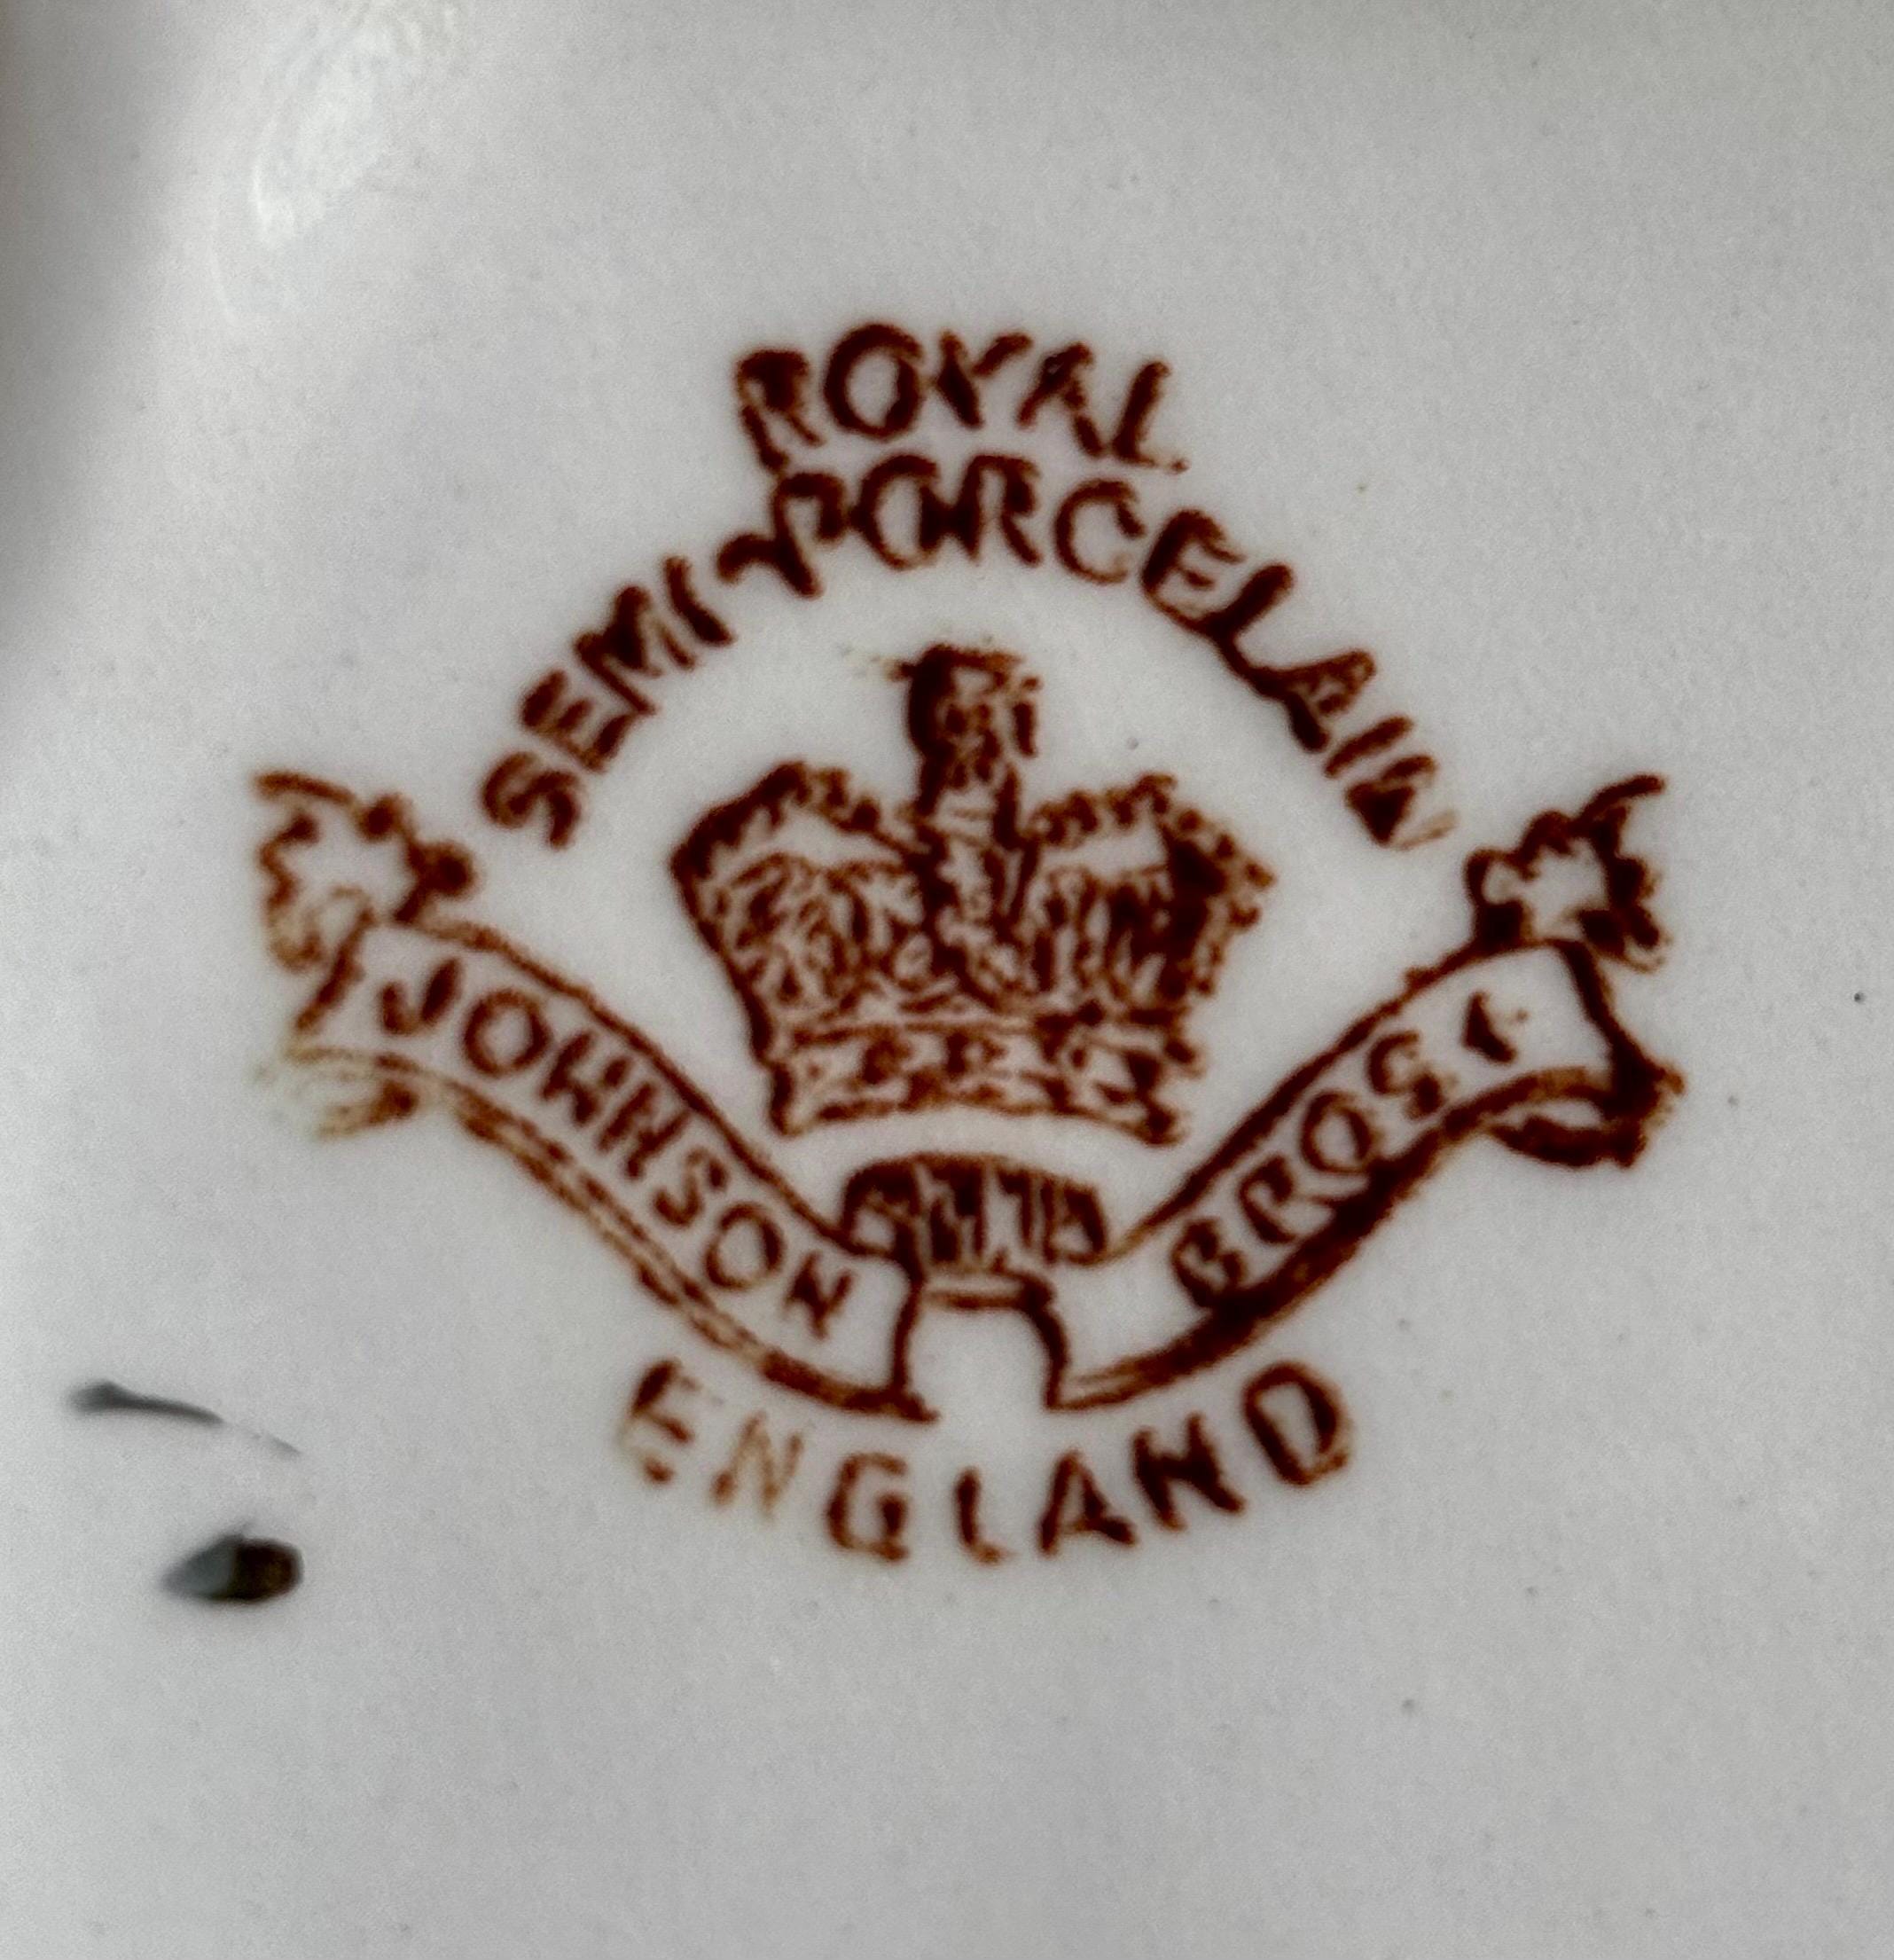 ROYAL
SEMI PORCELAIN
JOHNSON BROS
ENGLAND